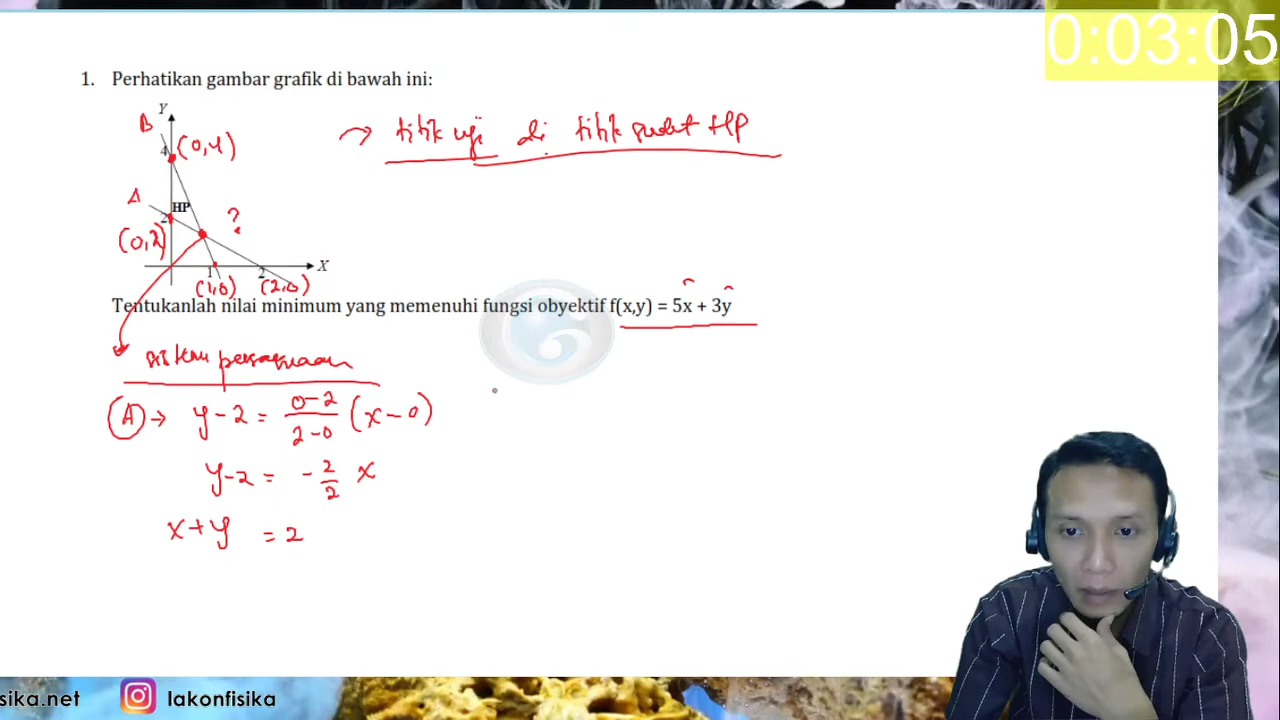 0:03:05
1. Perhatikan gambar grafik di bawah ini:
Y
B
4 (0,4)
→ titik uji di titik sudut HP
A
HP
2
?
(0,2)
1 2 X
(1,0) (2,0)
Tentukanlah nilai minimum yang memenuhi fungsi obyektif f(x,y) = 5x + 3y
sistem persamaan
A → y-2 = 0-2/2-0 (x-0)
y-2 = -2/2 x
x+y = 2
sika.net lakonfisika